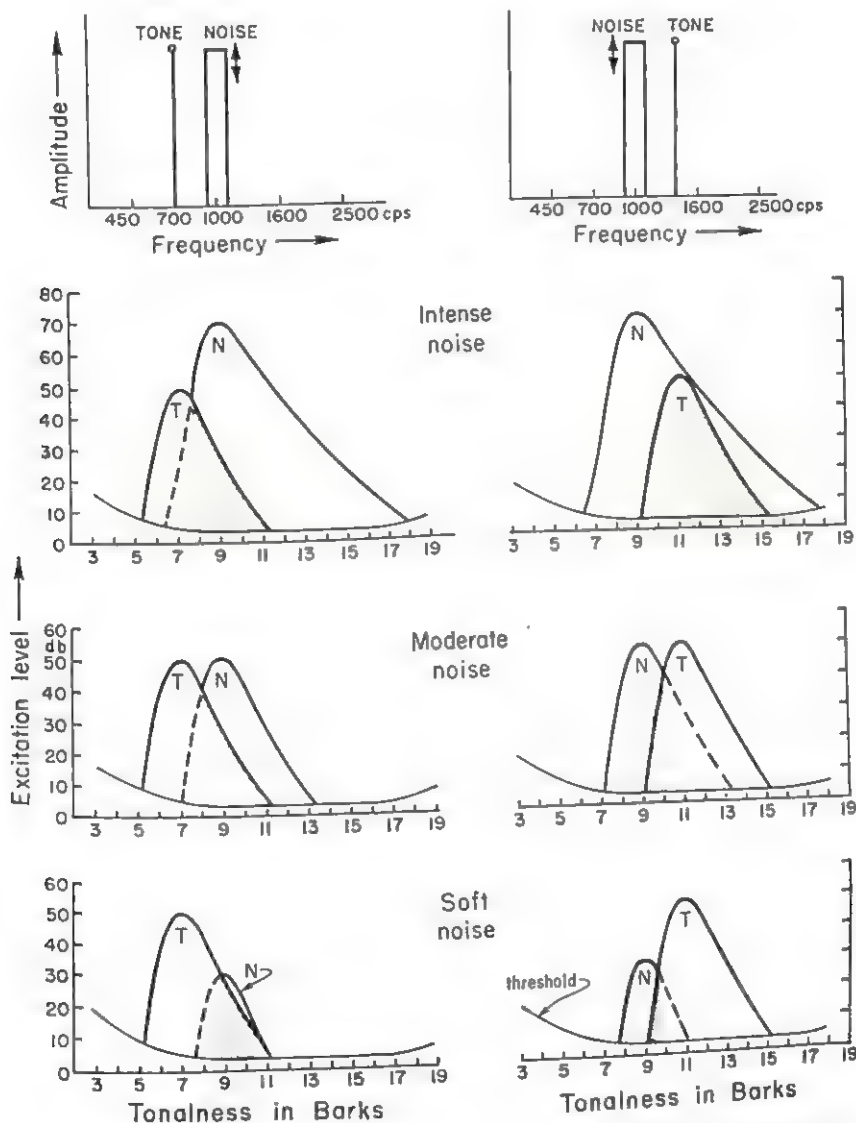 TONE NOISE
NOISE TONE
Amplitude
450 700 1000 1600 2500 cps
Frequency
450 700 1000 1600 2500 cps
Frequency
Intense
noise
80
70
60
50
40
30
20
10
0
T N
3 5 7 9 11 13 15 17 19
N T
3 5 7 9 11 13 15 17 19
Excitation level
Moderate
noise
60
db
50
40
30
20
10
0
T N
3 5 7 9 11 13 15 17 19
N T
3 5 7 9 11 13 15 17 19
Soft
noise
60
50
40
30
20
10
0
T N
3 5 7 9 11 13 15 17 19
Tonalness in Barks
threshold
N T
3 5 7 9 11 13 15 17 19
Tonalness in Barks